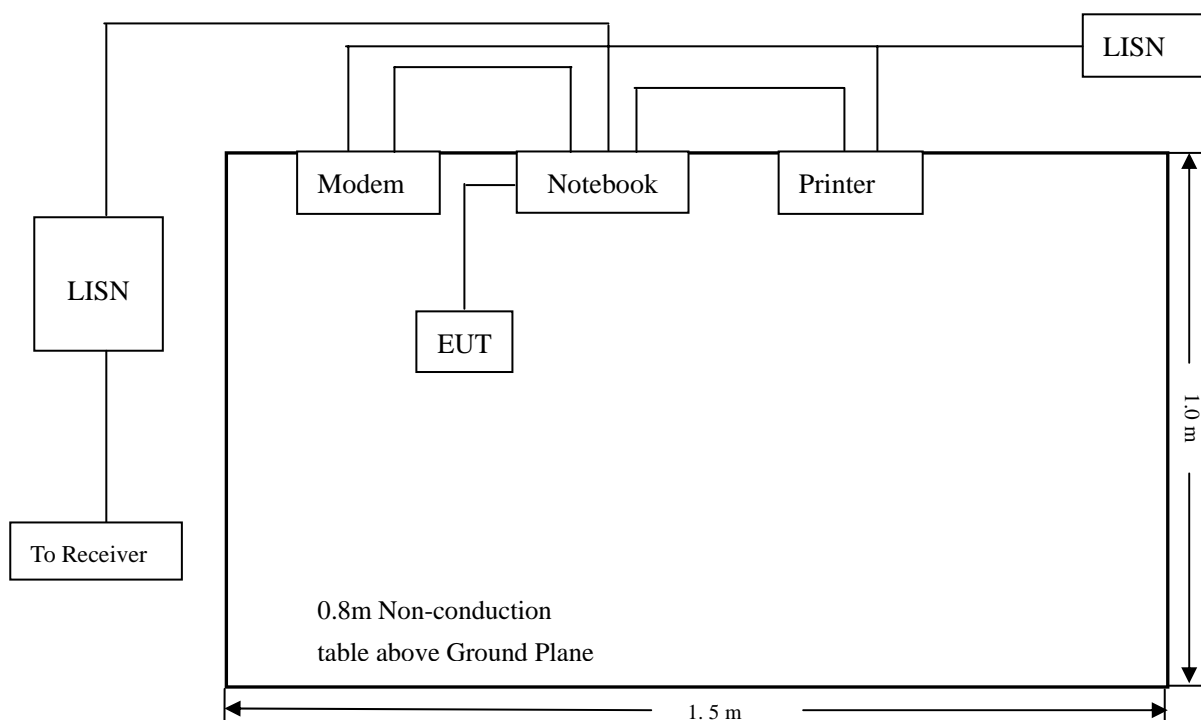 LISN
Modem
Notebook
Printer
LISN
EUT
1.0 m
To Receiver
0.8m Non-conduction
table above Ground Plane
1. 5 m